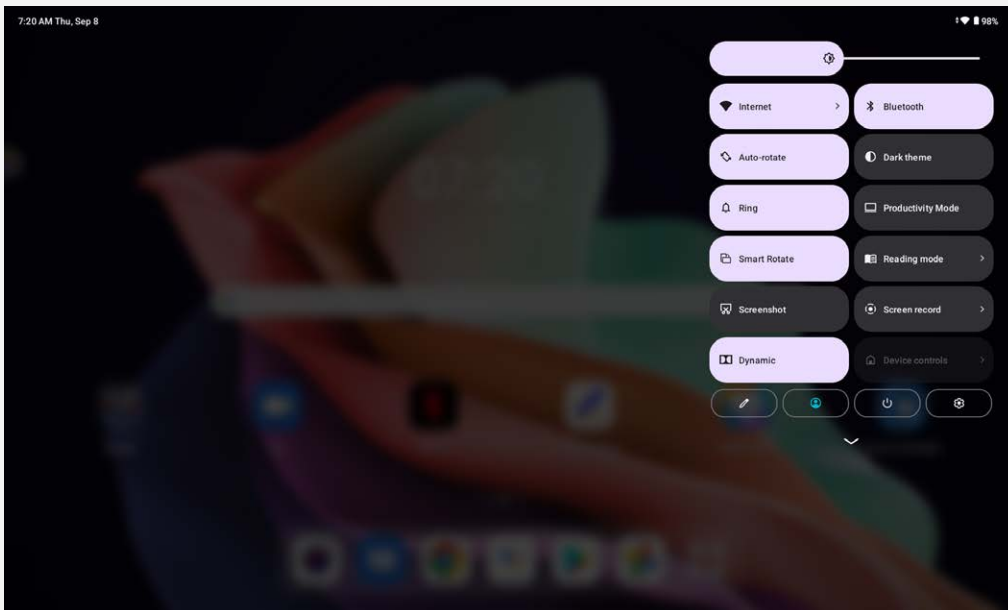 7:20 AM Thu, Sep 8
98%
Internet
Bluetooth
Auto-rotate
Dark theme
Ring
Productivity Mode
Smart Rotate
Reading mode
Screenshot
Screen record
Dynamic
Device controls